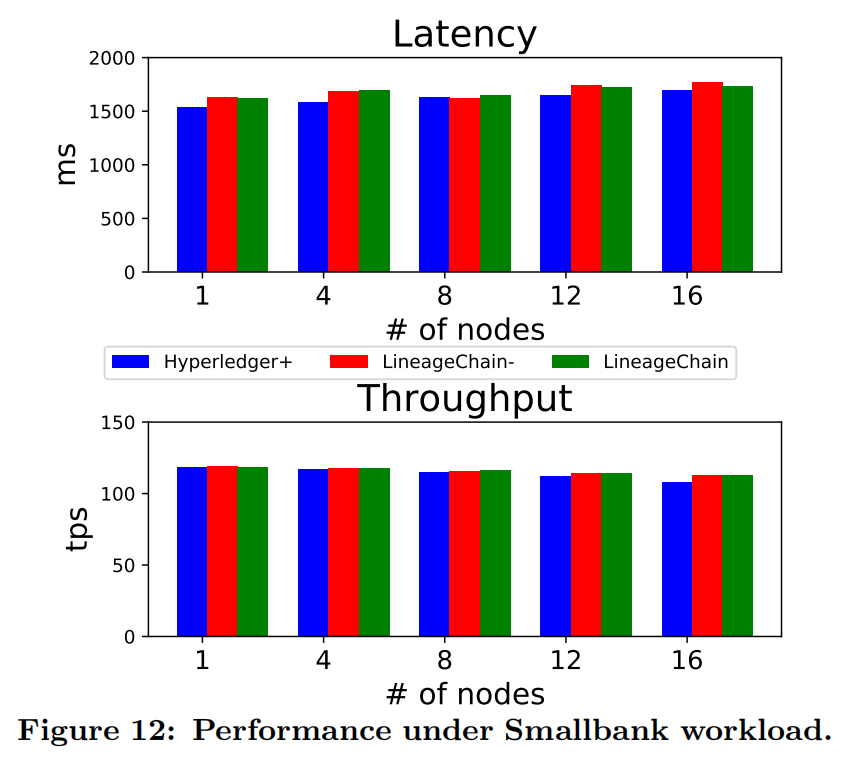 Latency
2000
1500
1000
500
0
ms
1 4 8 12 16
# of nodes
Hyperledger+ LineageChain- LineageChain
Throughput
150
100
50
0
tps
1 4 8 12 16
# of nodes
Figure 12: Performance under Smallbank workload.